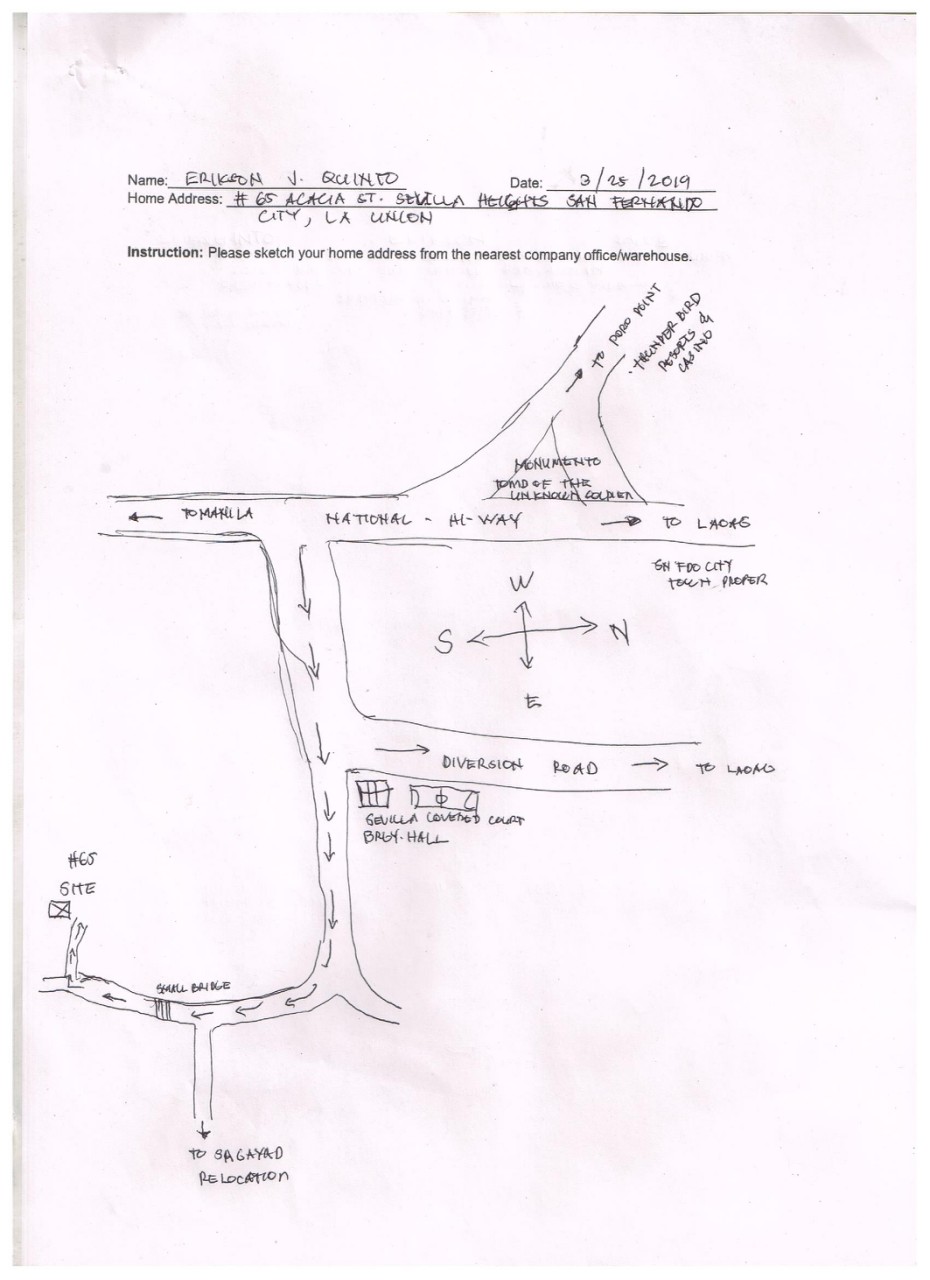 Name: ERIKSON V. QUINTO Date: 3/25/2019
Home Address: # 65 ACACIA ST. SEVILLA HEIGHTS SAN FERNANDO
CITY, LA UNION
Instruction: Please sketch your home address from the nearest company office/warehouse.
TO PORO POINT
THUNDER BIRD
RESORTS &
CASINO
MONUMENTO
TOMB OF THE
UNKNOWN SOLDIER
TO MANILA
NATIONAL - HI-WAY
TO LAOAG
SN FDO CITY
TOWN PROPER
W
S
N
E
DIVERSION ROAD
TO LAOAG
SEVILLA COVERED COURT
BRGY. HALL
#65
SITE
SMALL BRIDGE
TO SAGAYAD
RELOCATION